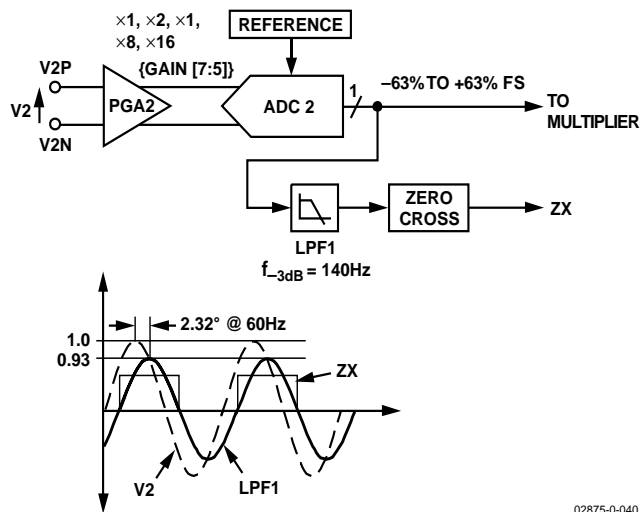 ×1, ×2, ×1,
×8, ×16
REFERENCE
{GAIN [7:5]}
V2P
V2
V2N
PGA2
ADC 2
1
–63% TO +63% FS
TO
MULTIPLIER
LPF1
f–3dB = 140Hz
ZERO
CROSS
ZX
2.32° @ 60Hz
1.0
0.93
ZX
V2
LPF1
02875-0-040